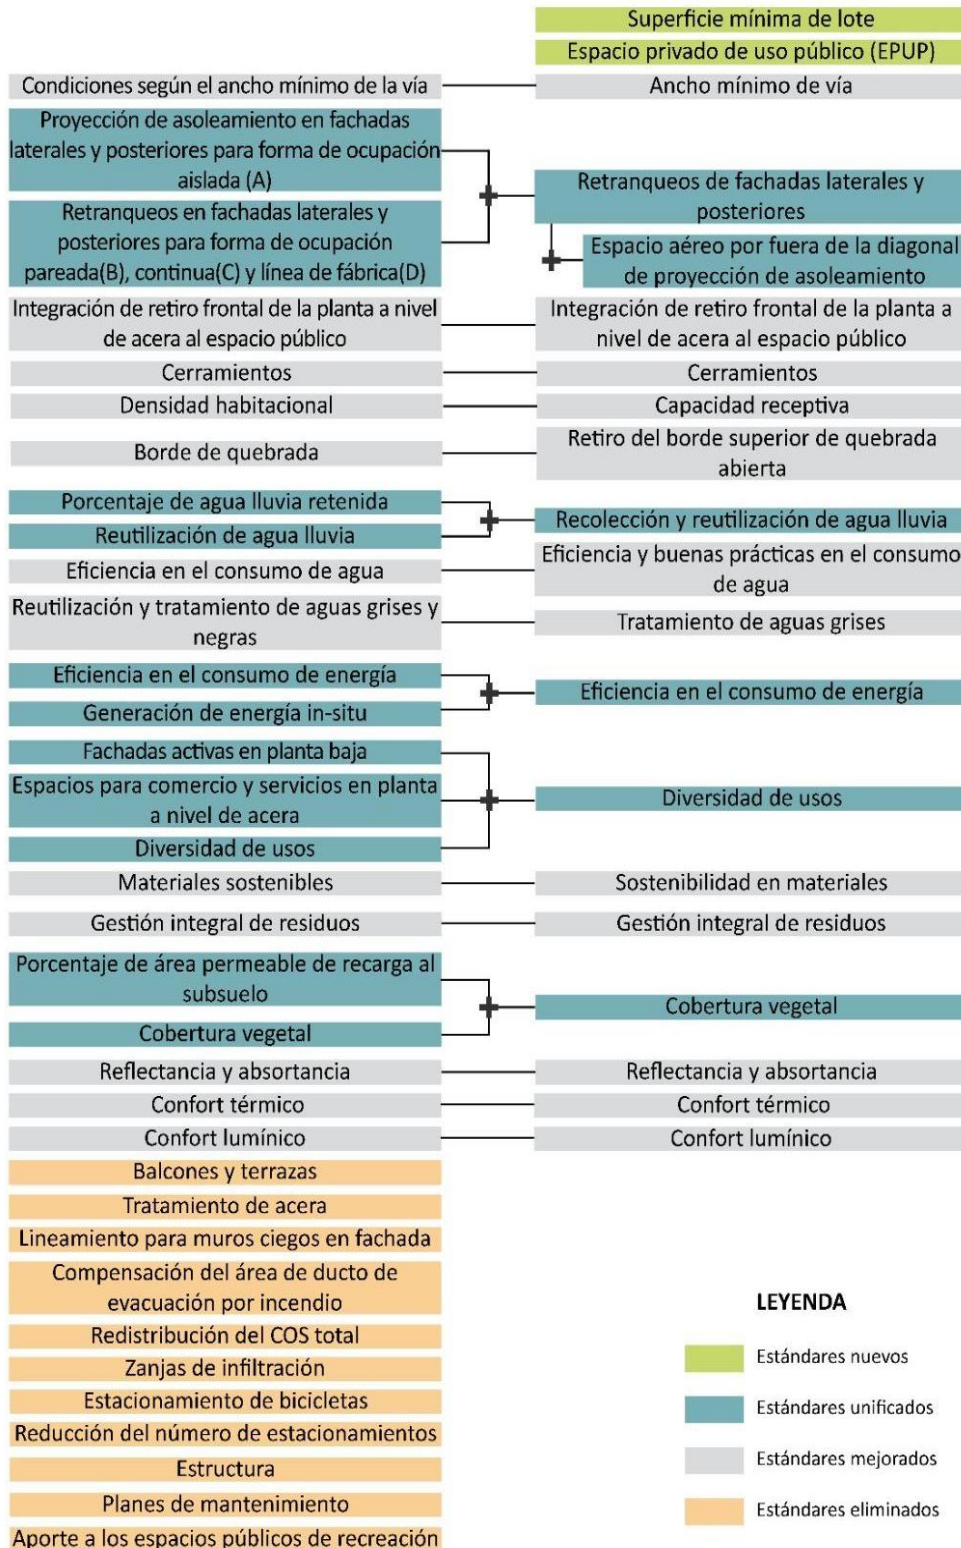 Superficie mínima de lote
Espacio privado de uso público (EPUP)
Condiciones según el ancho mínimo de la vía
Ancho mínimo de vía
Proyección de asoleamiento en fachadas
laterales y posteriores para forma de ocupación
aislada (A)
Retranqueos en fachadas laterales y
posteriores para forma de ocupación
pareada(B), continua(C) y línea de fábrica(D)
Retranqueos de fachadas laterales y
posteriores
Espacio aéreo por fuera de la diagonal
de proyección de asoleamiento
Integración de retiro frontal de la planta a nivel
de acera al espacio público
Integración de retiro frontal de la planta a
nivel de acera al espacio público
Cerramientos
Cerramientos
Densidad habitacional
Capacidad receptiva
Borde de quebrada
Retiro del borde superior de quebrada
abierta
Porcentaje de agua lluvia retenida
Reutilización de agua lluvia
Recolección y reutilización de agua lluvia
Eficiencia en el consumo de agua
Eficiencia y buenas prácticas en el consumo
de agua
Reutilización y tratamiento de aguas grises y
negras
Tratamiento de aguas grises
Eficiencia en el consumo de energía
Generación de energía in-situ
Eficiencia en el consumo de energía
Fachadas activas en planta baja
Espacios para comercio y servicios en planta
a nivel de acera
Diversidad de usos
Diversidad de usos
Materiales sostenibles
Sostenibilidad en materiales
Gestión integral de residuos
Gestión integral de residuos
Porcentaje de área permeable de recarga al
subsuelo
Cobertura vegetal
Cobertura vegetal
Reflectancia y absortancia
Reflectancia y absortancia
Confort térmico
Confort térmico
Confort lumínico
Confort lumínico
Balcones y terrazas
Tratamiento de acera
Lineamiento para muros ciegos en fachada
Compensación del área de ducto de
evacuación por incendio
Redistribución del COS total
Zanjas de infiltración
Estacionamiento de bicicletas
Reducción del número de estacionamientos
Estructura
Planes de mantenimiento
Aporte a los espacios públicos de recreación
LEYENDA
Estándares nuevos
Estándares unificados
Estándares mejorados
Estándares eliminados